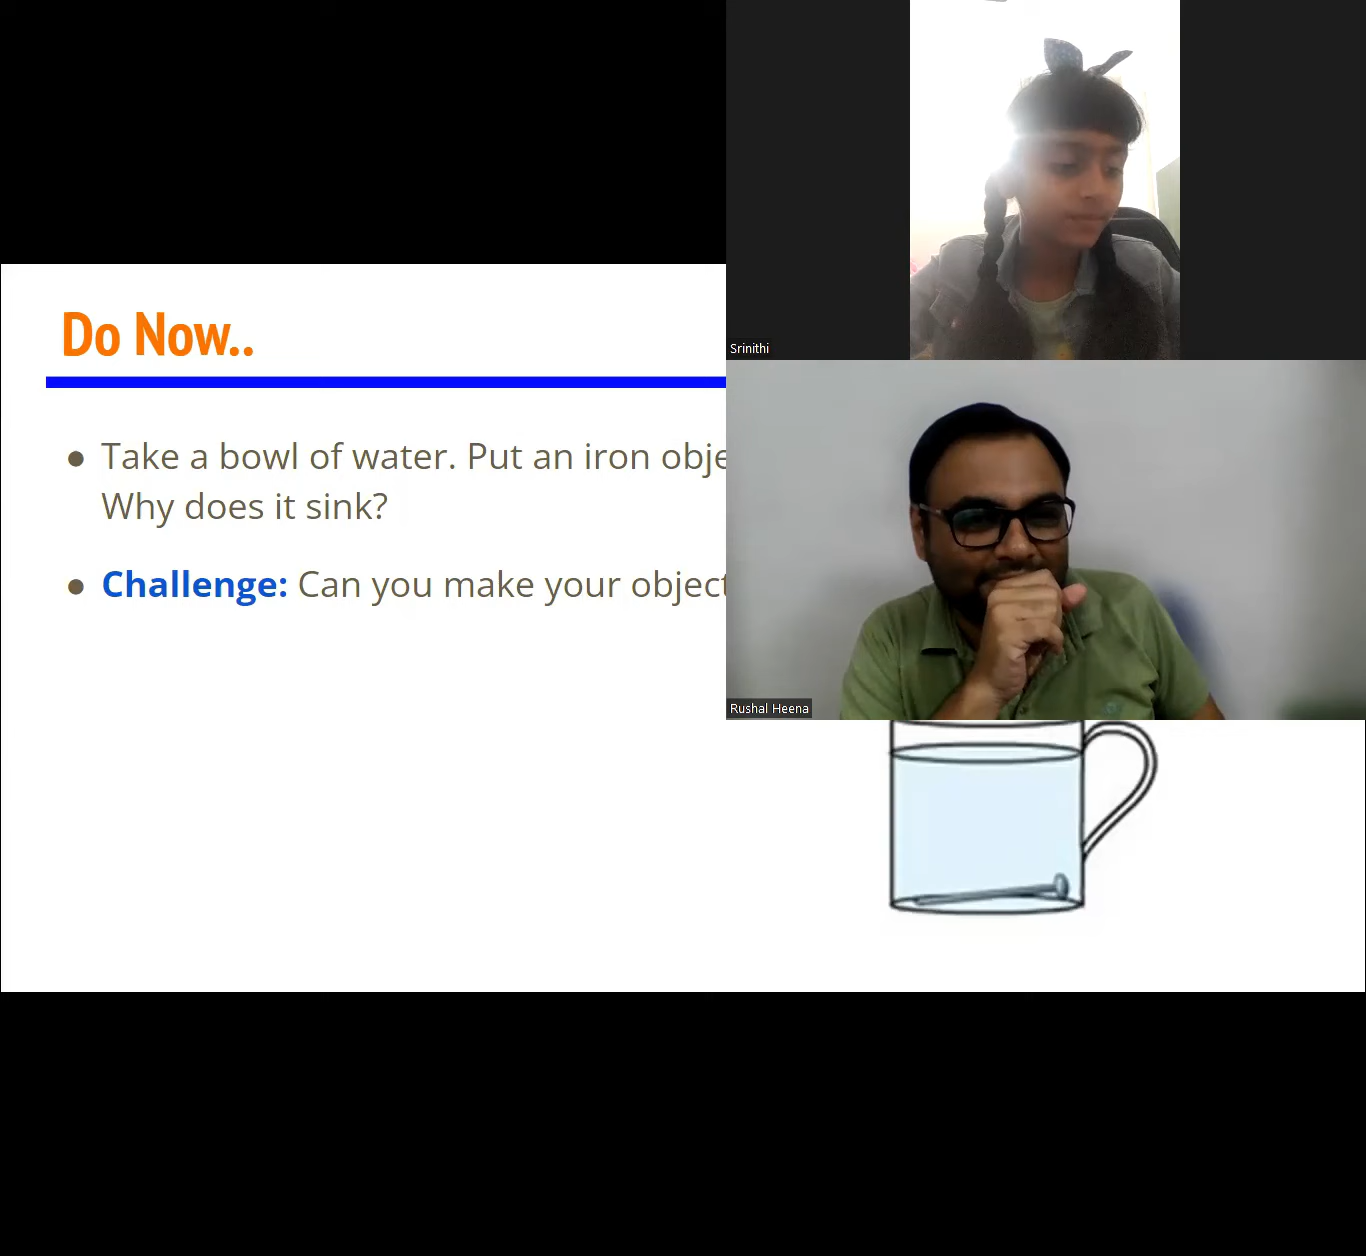 Do Now..
Take a bowl of water. Put an iron obje
Why does it sink?
Challenge: Can you make your object
Srinithi
Rushal Heena